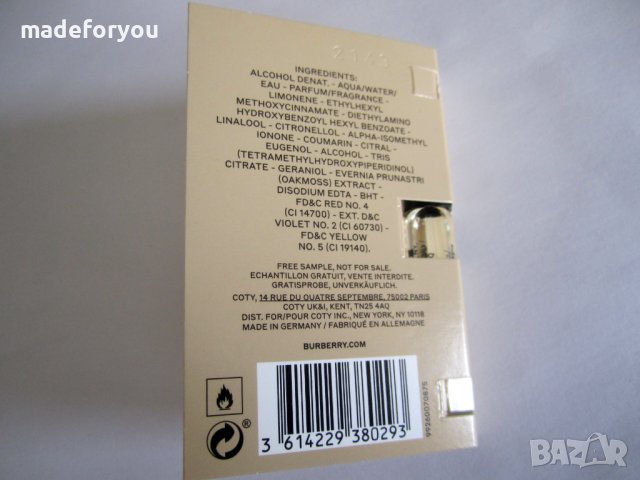 madeforyou
2143
INGREDIENTS:
ALCOHOL DENAT. - AQUA/WATER/
EAU - PARFUM/FRAGRANCE -
LIMONENE - ETHYLHEXYL
METHOXYCINNAMATE - DIETHYLAMINO
HYDROXYBENZOYL HEXYL BENZOATE -
LINALOOL - CITRONELLOL - ALPHA-ISOMETHYL
IONONE - COUMARIN - CITRAL -
EUGENOL - ALCOHOL - TRIS
(TETRAMETHYLHYDROXYPIPERIDINOL)
CITRATE - GERANIOL - EVERNIA PRUNASTRI
(OAKMOSS) EXTRACT -
DISODIUM EDTA - BHT -
FD&C RED NO. 4
(CI 14700) - EXT. D&C
VIOLET NO. 2 (CI 60730) -
FD&C YELLOW
NO. 5 (CI 19140).
FREE SAMPLE, NOT FOR SALE.
ECHANTILLON GRATUIT, VENTE INTERDITE.
GRATISPROBE, UNVERKÄUFLICH.
COTY, 14 RUE DU QUATRE SEPTEMBRE, 75002 PARIS
COTY UK&I, KENT, TN25 4AQ
DIST. FOR/POUR COTY INC., NEW YORK, NY 10118
MADE IN GERMANY / FABRIQUÉ EN ALLEMAGNE
BURBERRY.COM
3 614229 380293
99260070875
BAZAR